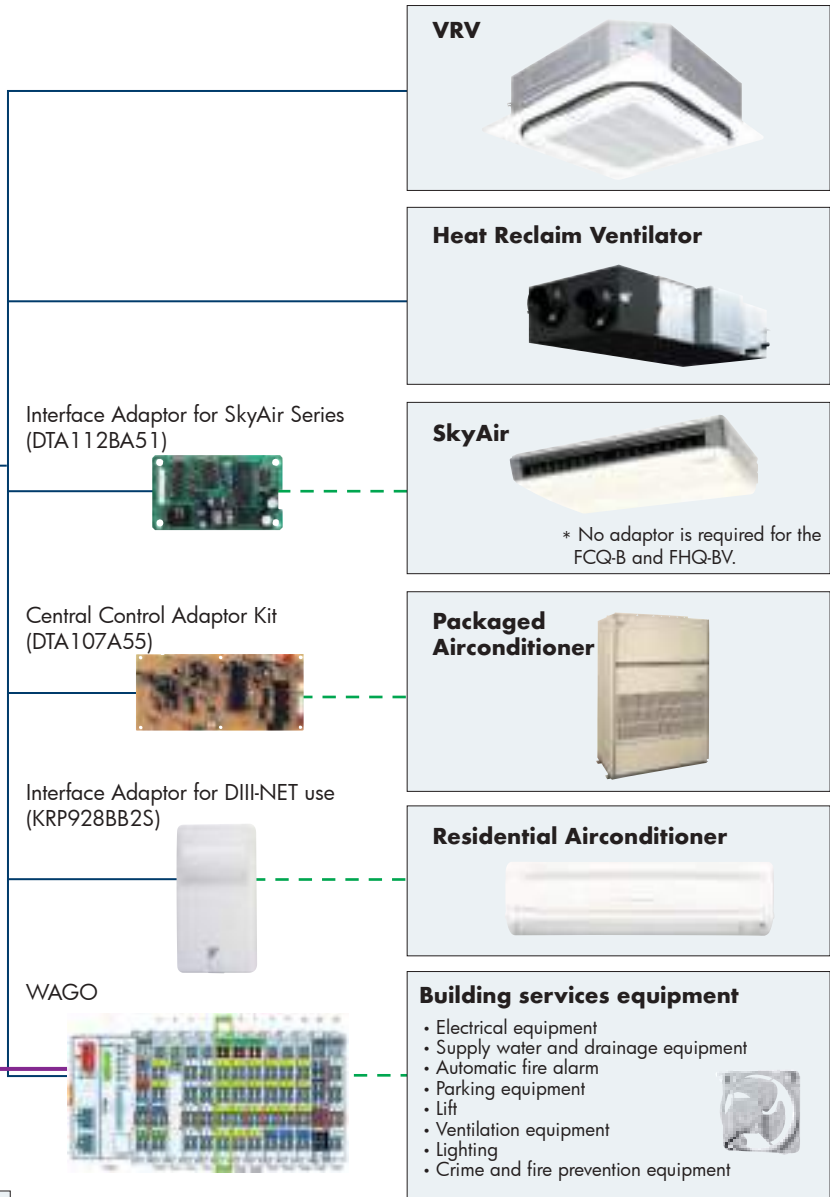 VRV
Heat Reclaim Ventilator
Interface Adaptor for SkyAir Series
(DTA112BA51)
SkyAir
* No adaptor is required for the
FCQ-B and FHQ-BV.
Central Control Adaptor Kit
(DTA107A55)
Packaged
Airconditioner
Interface Adaptor for DIII-NET use
(KRP928BB2S)
Residential Airconditioner
WAGO
Building services equipment
• Electrical equipment
• Supply water and drainage equipment
• Automatic fire alarm
• Parking equipment
• Lift
• Ventilation equipment
• Lighting
• Crime and fire prevention equipment